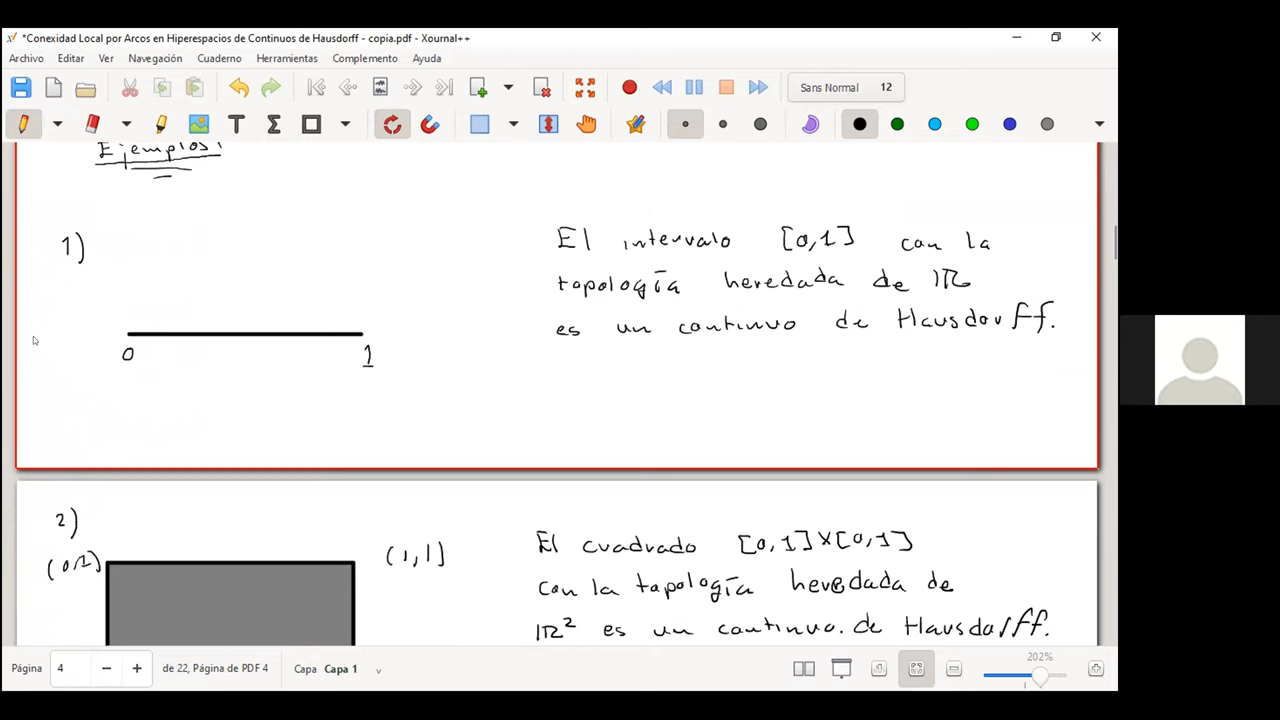 *Conexidad Local por Arcos en Hiperespacios de Continuos de Hausdorff - copia.pdf - Xournal++
Archivo Editar Ver Navegación Cuaderno Herramientas Complemento Ayuda
Sans Normal 12
Ejemplos:
1)
El intervalo [0,1] con la
topología heredada de IR
es un continuo de Hausdorff.
0 1
2)
(0,1) (1,1)
El cuadrado [0,1]×[0,1]
con la topología heredada de
IR² es un continuo. de Hausdorff.
Página 4 de 22, Página de PDF 4 Capa Capa 1 202%